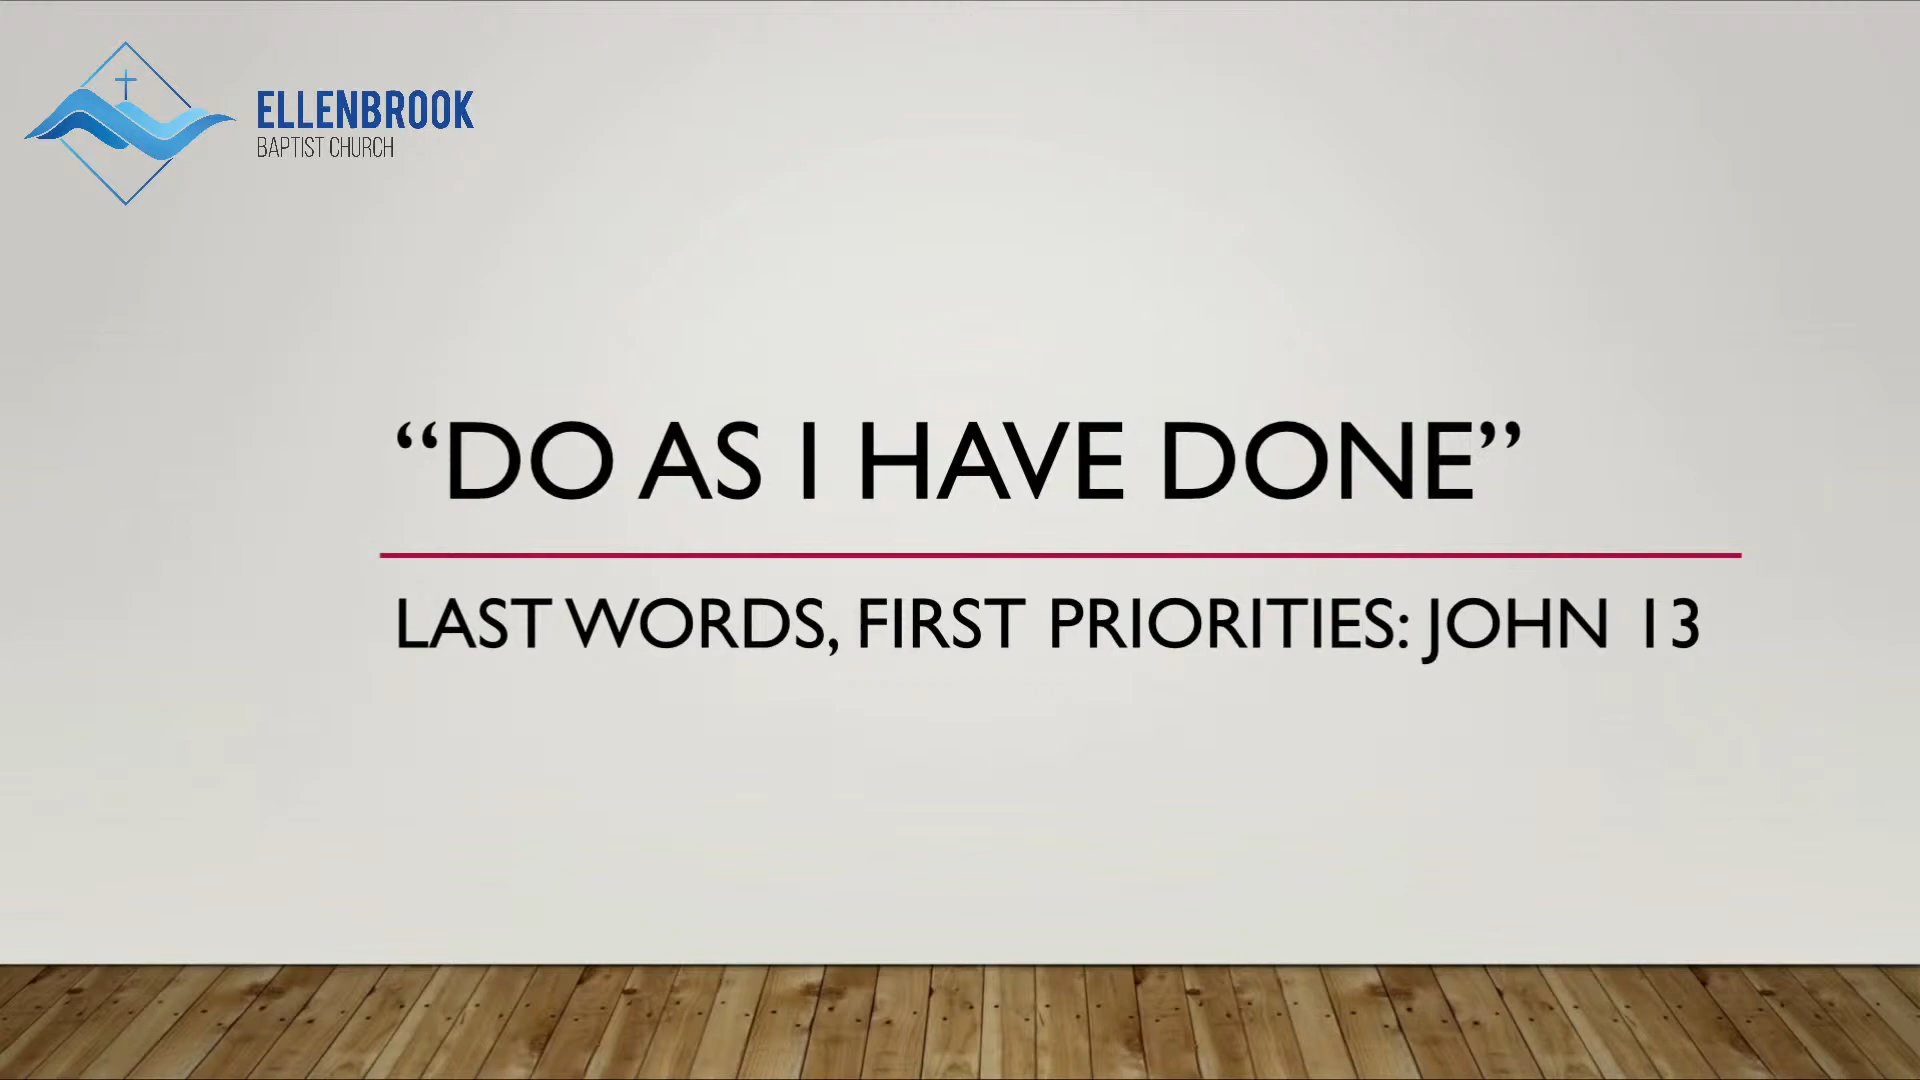 ELLENBROOK
BAPTIST CHURCH
“DO AS I HAVE DONE”
LAST WORDS, FIRST PRIORITIES: JOHN 13